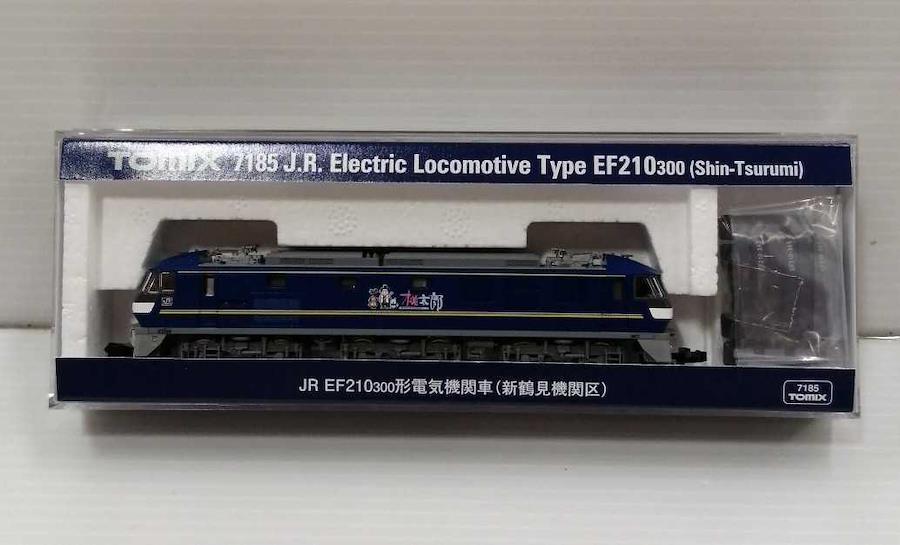 TOMIX 7185 J.R. Electric Locomotive Type EF210300 (Shin-Tsurumi)
桃太郎
JR EF210300形電気機関車(新鶴見機関区)
7185
TOMIX